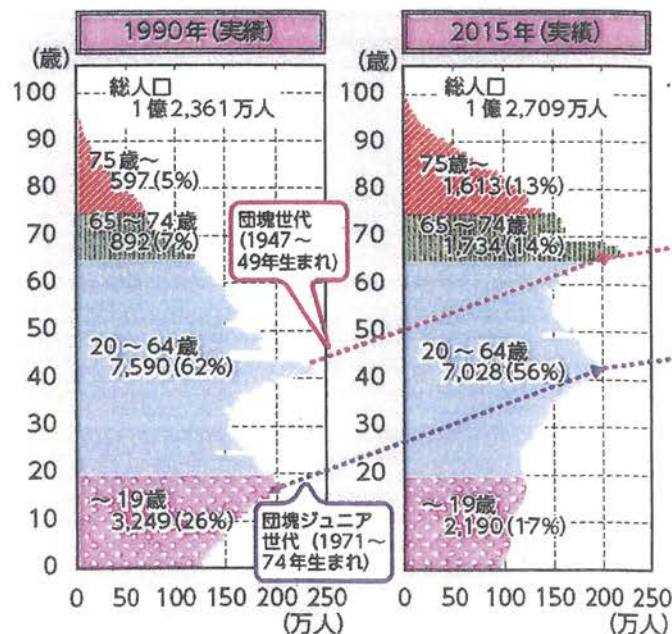 1990年(実績)
(歳)
総人口
1億2,361万人
100
90
80
70
60
50
40
30
20
10
0
75歳～
597(5%)
65～74歳
892(7%)
20～64歳
7,590(62%)
～19歳
3,249(26%)
0 50 100 150 200 250
(万人)
団塊世代
(1947～
49年生まれ)
団塊ジュニア
世代 (1971～
74年生まれ)
2015年(実績)
(歳)
総人口
1億2,709万人
100
90
80
70
60
50
40
30
20
10
0
75歳～
1,613(13%)
65～74歳
1,734(14%)
20～64歳
7,028(56%)
～19歳
2,190(17%)
0 50 100 150 200 250
(万人)